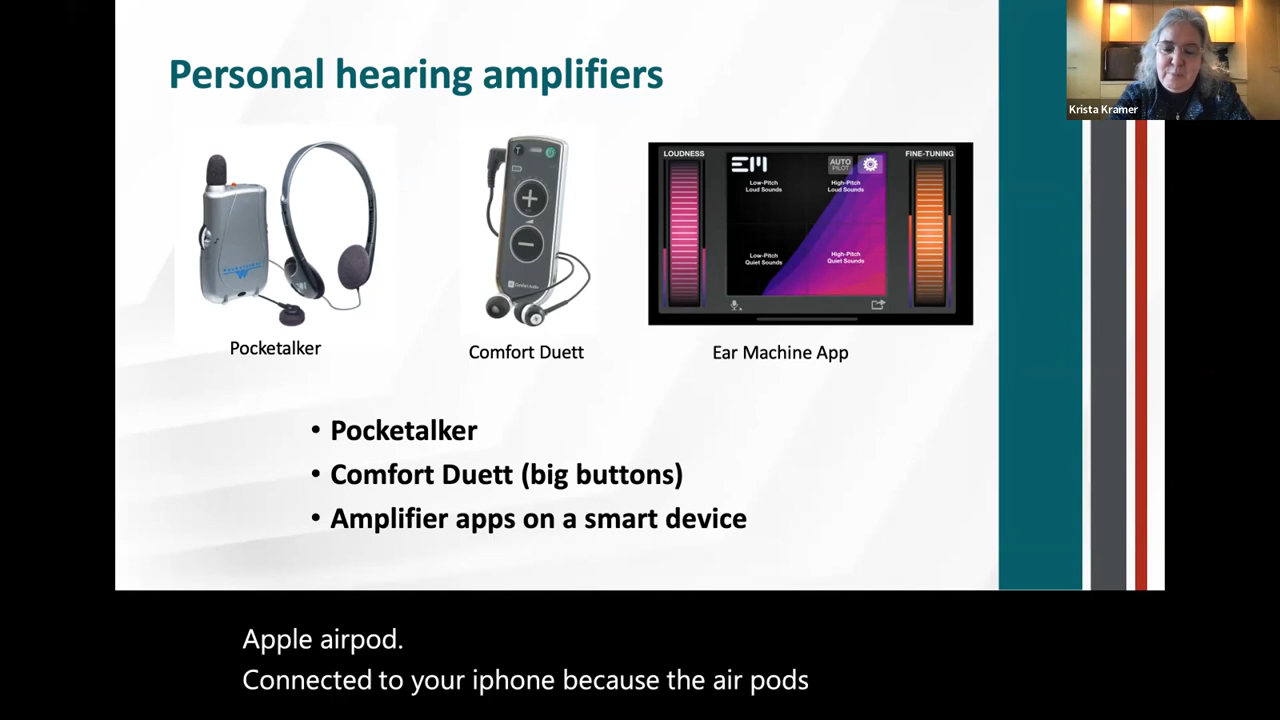 Personal hearing amplifiers
Krista Kramer
LOUDNESS
EM
AUTO
PILOT
FINE-TUNING
Low-Pitch
Loud Sounds
High-Pitch
Loud Sounds
Low-Pitch
Quiet Sounds
High-Pitch
Quiet Sounds
Pocketalker
Comfort Duett
Ear Machine App
• Pocketalker
• Comfort Duett (big buttons)
• Amplifier apps on a smart device
Apple airpod.
Connected to your iphone because the air pods